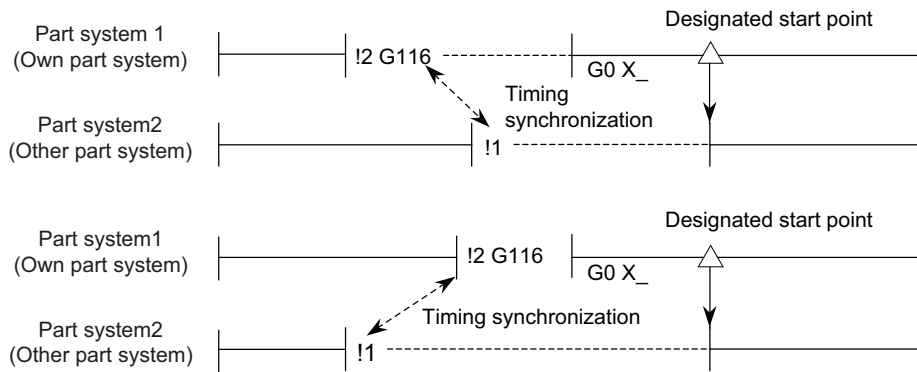 Designated start point
Part system 1
(Own part system)
!2 G116
G0 X_
Timing
synchronization
Part system2
(Other part system)
!1
Designated start point
Part system1
(Own part system)
!2 G116
G0 X_
Timing synchronization
Part system2
(Other part system)
!1